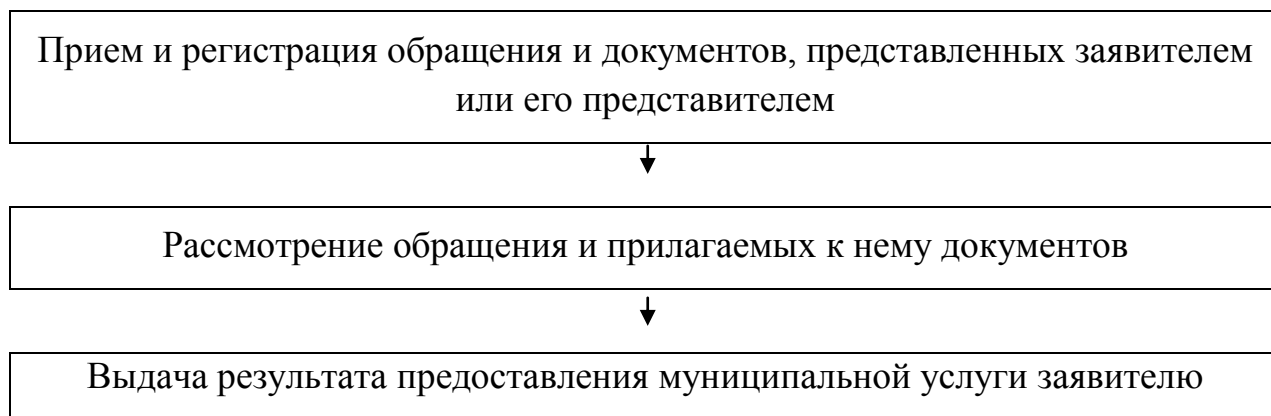 Прием и регистрация обращения и документов, представленных заявителем
или его представителем
Рассмотрение обращения и прилагаемых к нему документов
Выдача результата предоставления муниципальной услуги заявителю